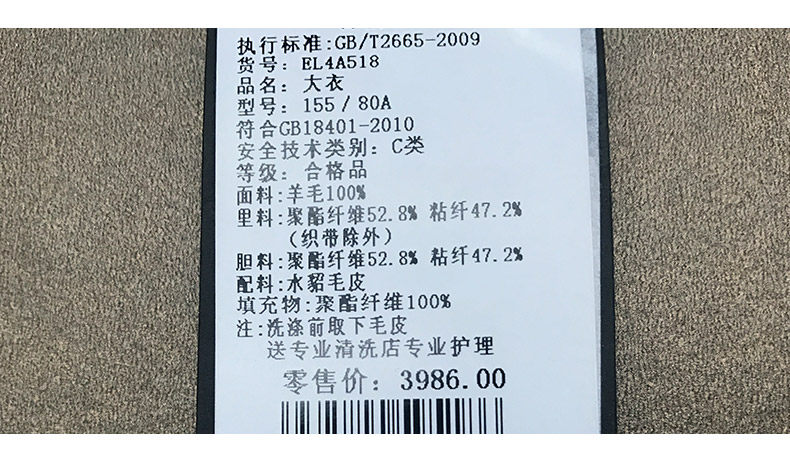 执行标准:GB/T2665-2009
货号: EL4A518
品名: 大衣
型号: 155 / 80A
符合GB18401-2010
安全技术类别: C类
等级: 合格品
面料:羊毛100%
里料:聚酯纤维52.8% 粘纤47.2%
(织带除外)
胆料:聚酯纤维52.8% 粘纤47.2%
配料:水貂毛皮
填充物:聚酯纤维100%
注:洗涤前取下毛皮
送专业清洗店专业护理
零售价: 3986.00